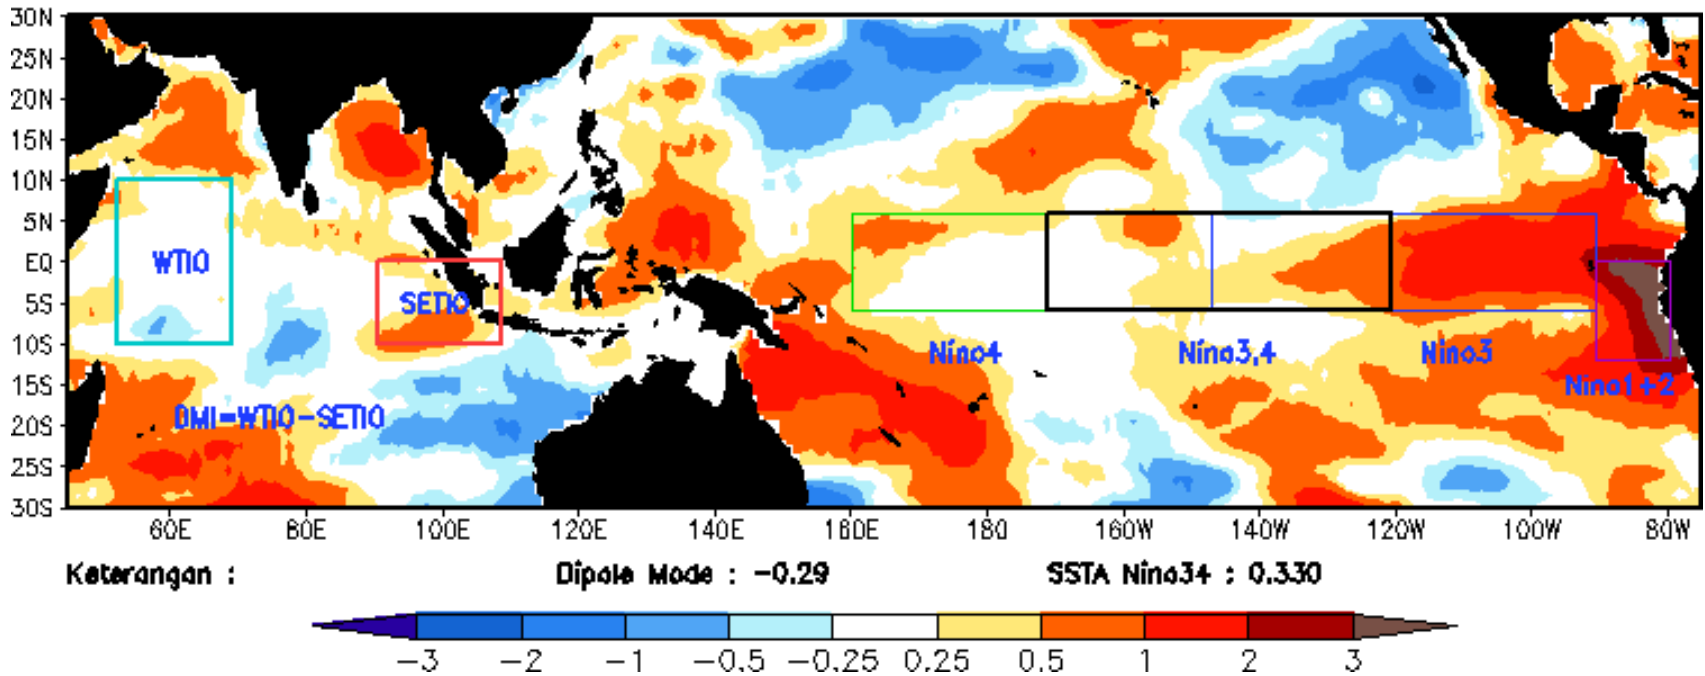 30N
25N
20N
15N
10N
5N
EQ
5S
10S
15S
20S
25S
30S
WTIO
SETIO
Nino4
Nino3,4
Nino3
Nino1+2
DMI=WTIO-SETIO
60E 80E 100E 120E 140E 160E 180 160W 140W 120W 100W 80W
Keterangan : Dipole Mode : -0.29 SSTA Nino34 : 0.330
-3 -2 -1 -0.5 -0.25 0.25 0.5 1 2 3